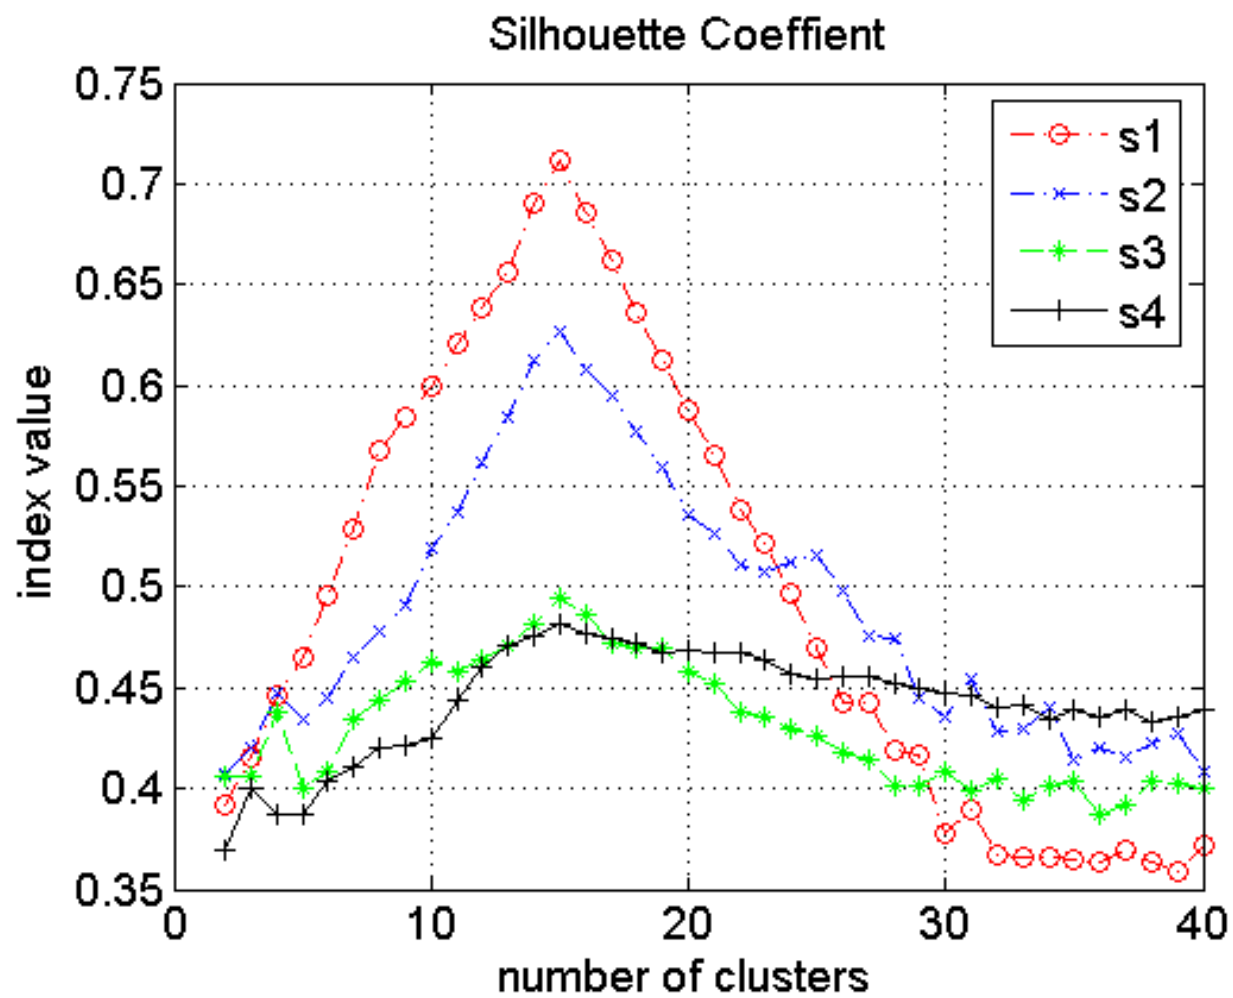 Silhouette Coeffient
0.75
0.7
0.65
0.6
0.55
0.5
0.45
0.4
0.35
index value
s1
s2
s3
s4
0 10 20 30 40
number of clusters